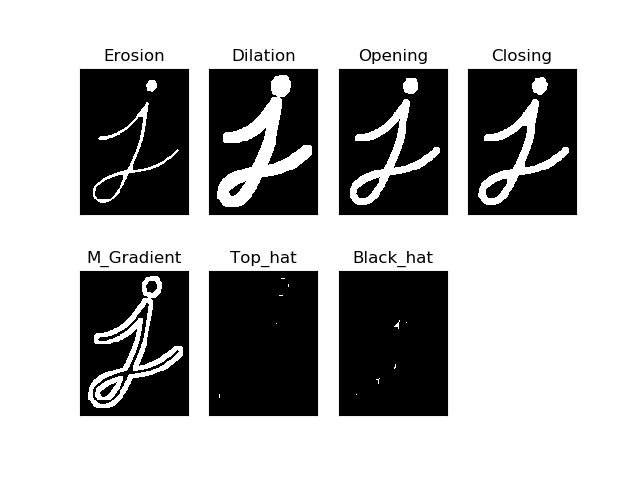 Erosion Dilation Opening Closing
j j j j
M_Gradient Top_hat Black_hat
j